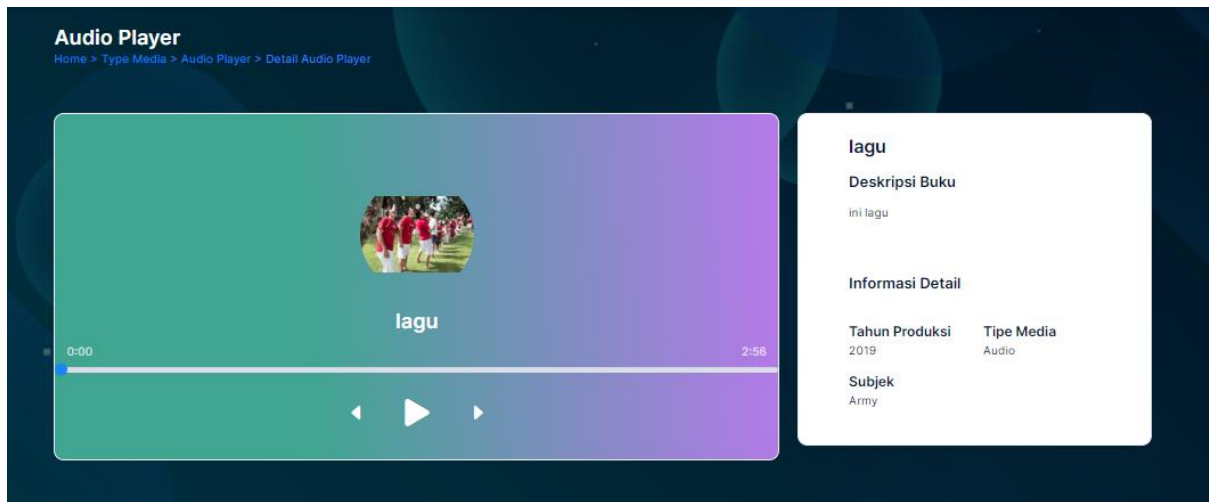 Audio Player
Home > Type Media > Audio Player > Detail Audio Player
lagu
0:00
2:56
lagu
Deskripsi Buku
ini lagu
Informasi Detail
Tahun Produksi Tipe Media
2019 Audio
Subjek
Army